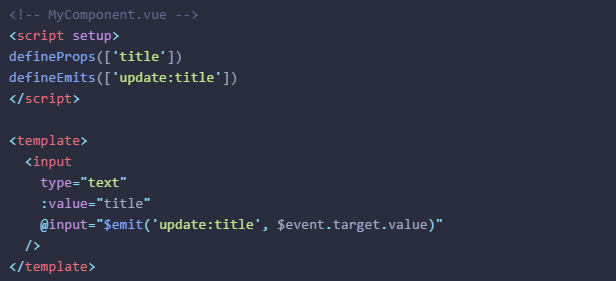 <!-- MyComponent.vue -->
<script setup>
defineProps(['title'])
defineEmits(['update:title'])
</script>

<template>
  <input
    type="text"
    :value="title"
    @input="$emit('update:title', $event.target.value)"
  />
</template>